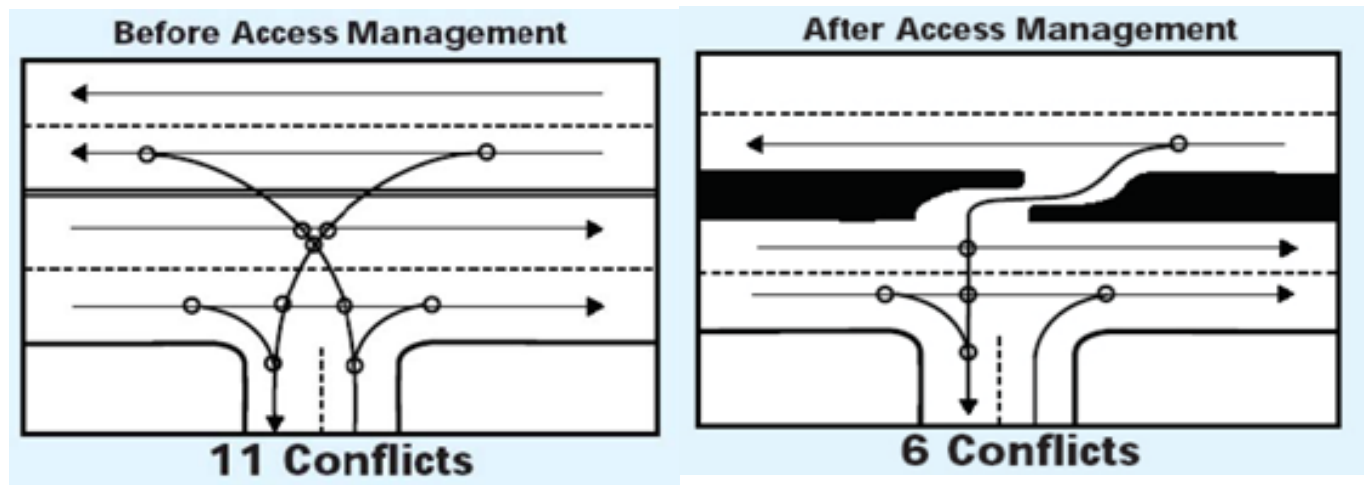 Before Access Management
11 Conflicts
After Access Management
6 Conflicts